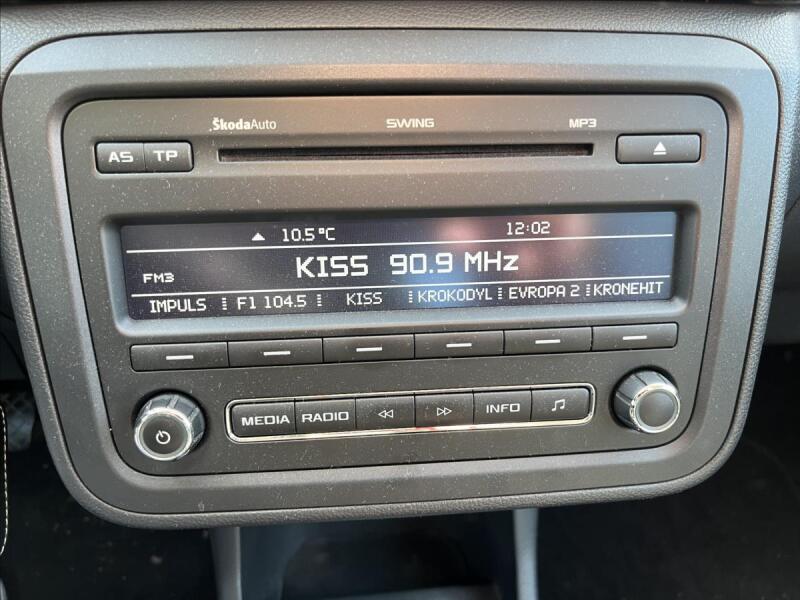 ŠkodaAuto SWING MP3
AS TP
10.5°C 12:02
KISS 90.9 MHz
FM3
IMPULS F1 104.5 KISS KROKODYL EVROPA 2 KRONEHIT
MEDIA RADIO INFO